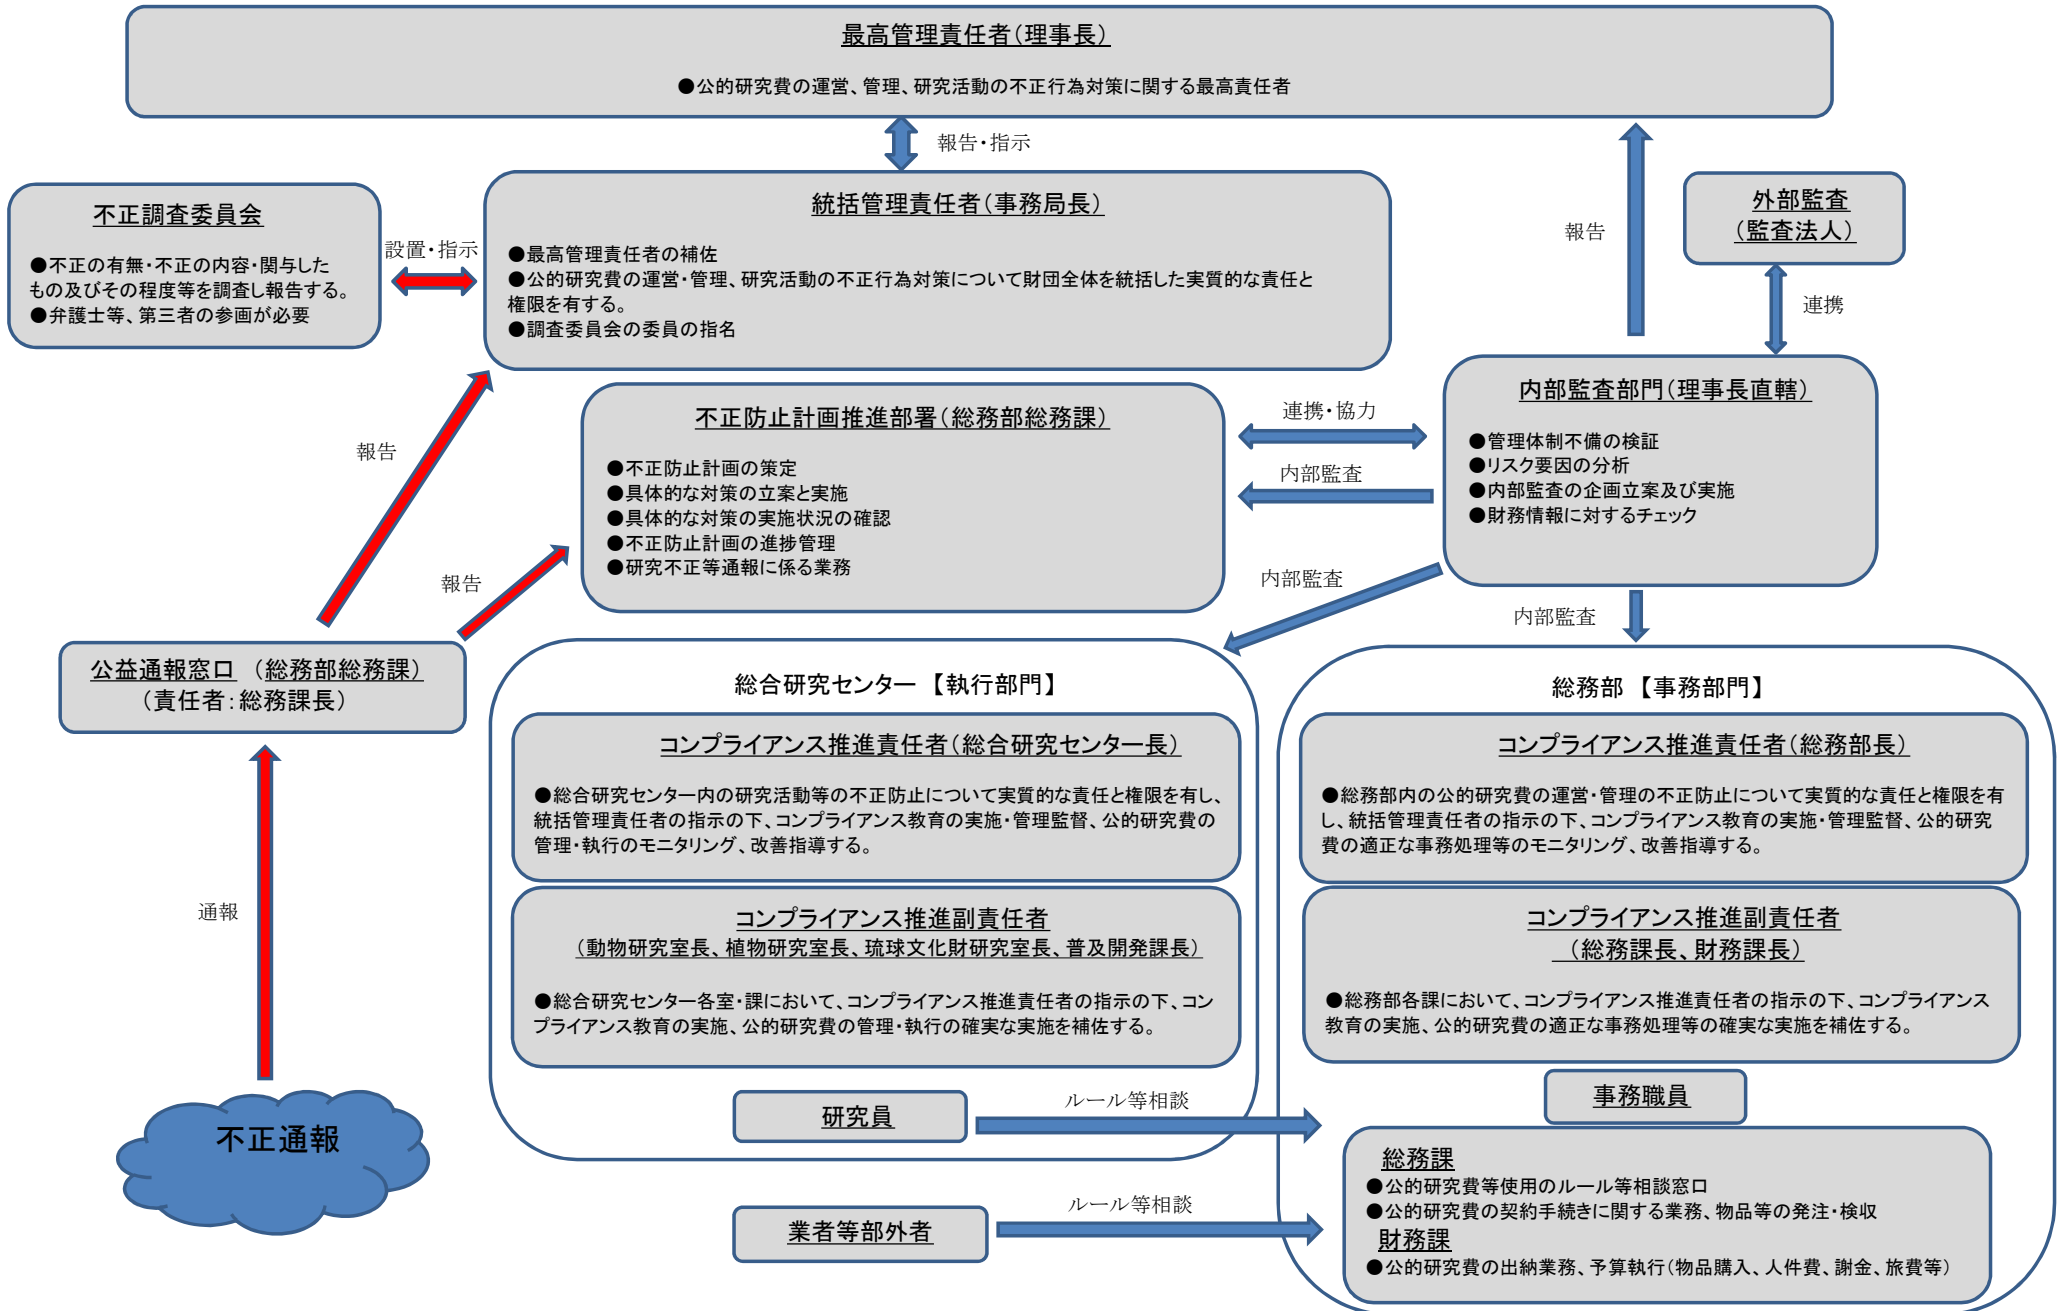 最高管理責任者(理事長)
●公的研究費の運営、管理、研究活動の不正行為対策に関する最高責任者
報告・指示
不正調査委員会
●不正の有無・不正の内容・関与した
もの及びその程度等を調査し報告する。
●弁護士等、第三者の参画が必要
設置・指示
統括管理責任者(事務局長)
●最高管理責任者の補佐
●公的研究費の運営・管理、研究活動の不正行為対策について財団全体を統括した実質的な責任と
権限を有する。
●調査委員会の委員の指名
報告
外部監査
(監査法人)
連携
不正防止計画推進部署(総務部総務課)
●不正防止計画の策定
●具体的な対策の立案と実施
●具体的な対策の実施状況の確認
●不正防止計画の進捗管理
●研究不正等通報に係る業務
連携・協力
内部監査
内部監査部門(理事長直轄)
●管理体制不備の検証
●リスク要因の分析
●内部監査の企画立案及び実施
●財務情報に対するチェック
報告
報告
内部監査
内部監査
公益通報窓口 (総務部総務課)
(責任者:総務課長)
通報
不正通報
総合研究センター 【執行部門】
コンプライアンス推進責任者(総合研究センター長)
●総合研究センター内の研究活動等の不正防止について実質的な責任と権限を有し、
統括管理責任者の指示の下、コンプライアンス教育の実施・管理監督、公的研究費の
管理・執行のモニタリング、改善指導する。
コンプライアンス推進副責任者
(動物研究室長、植物研究室長、琉球文化財研究室長、普及開発課長)
●総合研究センター各室・課において、コンプライアンス推進責任者の指示の下、コン
プライアンス教育の実施、公的研究費の管理・執行の確実な実施を補佐する。
研究員
ルール等相談
業者等部外者
ルール等相談
総務部 【事務部門】
コンプライアンス推進責任者(総務部長)
●総務部内の公的研究費の運営・管理の不正防止について実質的な責任と権限を有
し、統括管理責任者の指示の下、コンプライアンス教育の実施・管理監督、公的研究
費の適正な事務処理等のモニタリング、改善指導する。
コンプライアンス推進副責任者
(総務課長、財務課長)
●総務部各課において、コンプライアンス推進責任者の指示の下、コンプライアンス
教育の実施、公的研究費の適正な事務処理等の確実な実施を補佐する。
事務職員
総務課
●公的研究費等使用のルール等相談窓口
●公的研究費の契約手続きに関する業務、物品等の発注・検収
財務課
●公的研究費の出納業務、予算執行(物品購入、人件費、謝金、旅費等)